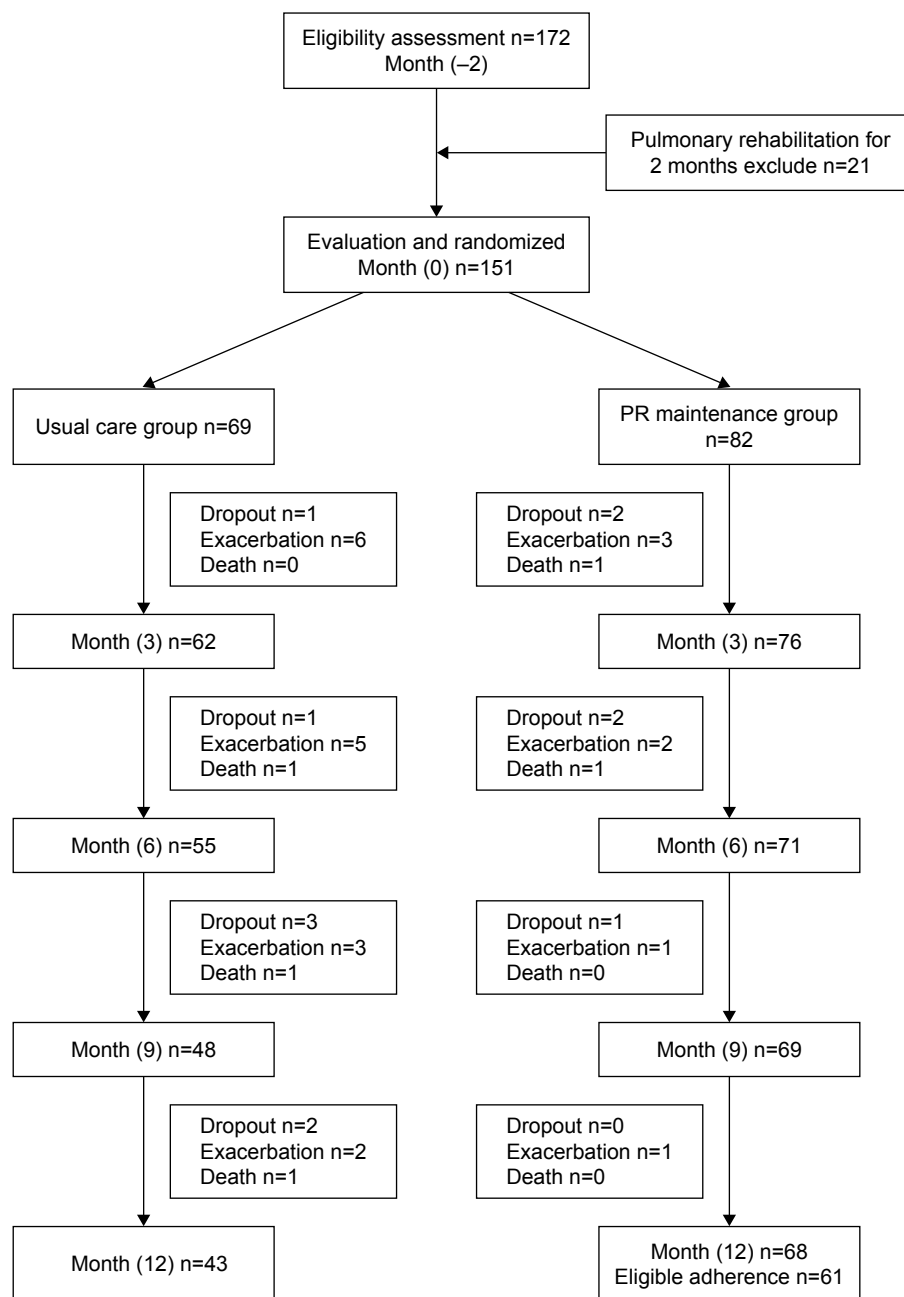 Eligibility assessment n=172
Month (–2)
Pulmonary rehabilitation for
2 months exclude n=21
Evaluation and randomized
Month (0) n=151
Usual care group n=69
PR maintenance group
n=82
Dropout n=1
Exacerbation n=6
Death n=0
Dropout n=2
Exacerbation n=3
Death n=1
Month (3) n=62
Month (3) n=76
Dropout n=1
Exacerbation n=5
Death n=1
Dropout n=2
Exacerbation n=2
Death n=1
Month (6) n=55
Month (6) n=71
Dropout n=3
Exacerbation n=3
Death n=1
Dropout n=1
Exacerbation n=1
Death n=0
Month (9) n=48
Month (9) n=69
Dropout n=2
Exacerbation n=2
Death n=1
Dropout n=0
Exacerbation n=1
Death n=0
Month (12) n=43
Month (12) n=68
Eligible adherence n=61